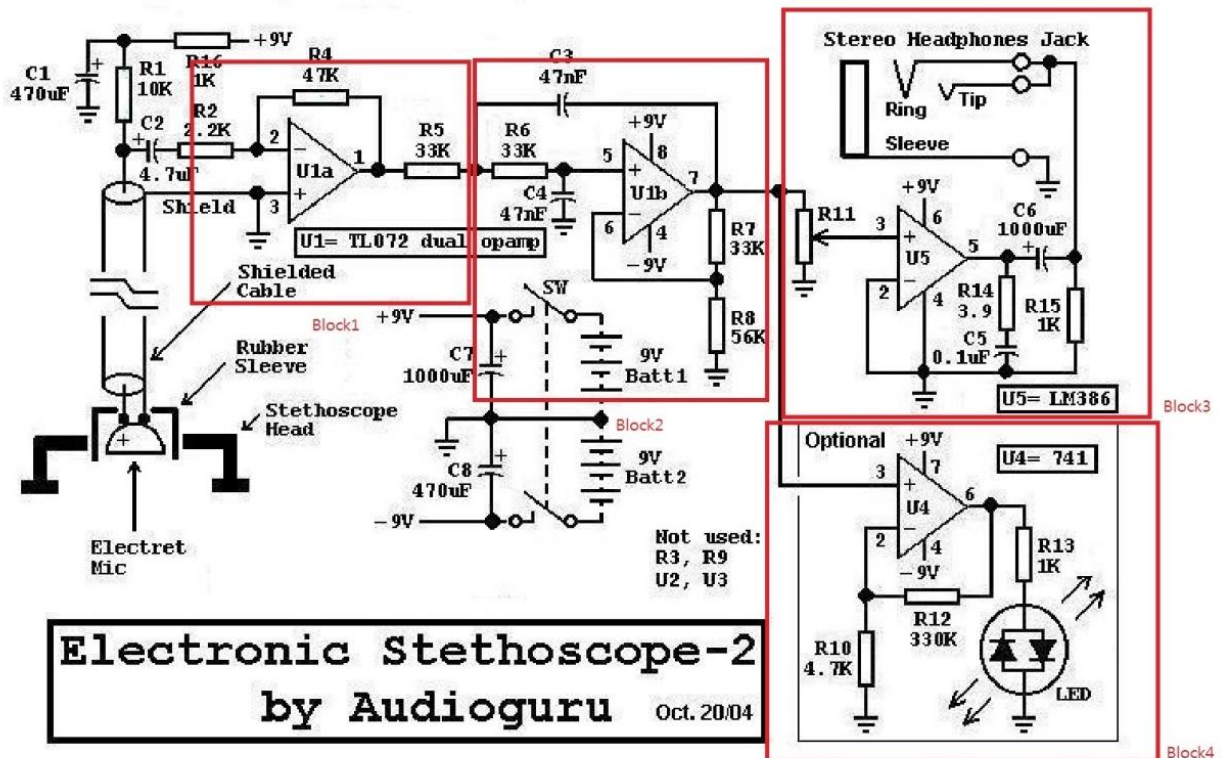 Stereo Headphones Jack
Ring
Tip
Sleeve
+9V
C1
470uF
+
R1
10K
R16
1K
R4
47K
C2
+
4.7uF
R2
2.2K
2
−
U1a
+
3
1
Shield
R5
33K
U1= TL072 dual opamp
C3
47nF
R6
33K
C4
47nF
+9V
8
5
+
U1b
7
−
6
4
−9V
R7
33K
R8
56K
R11
+9V
6
3
+
U5
5
2
4
C6
1000uF
+
R14
3.9
R15
1K
C5
0.1uF
U5= LM386
Block1
Block2
Block3
Shielded
Cable
Rubber
Sleeve
Stethoscope
Head
+
Electret
Mic
+9V
SW
C7
1000uF
+
9V
Batt1
C8
470uF
+
9V
Batt2
−9V
Not used:
R3, R9
U2, U3
Optional
+9V
7
3
+
U4
6
−
2
4
−9V
U4= 741
R12
330K
R10
4.7K
R13
1K
LED
Block4
Electronic Stethoscope-2
by Audioguru
Oct. 20/04